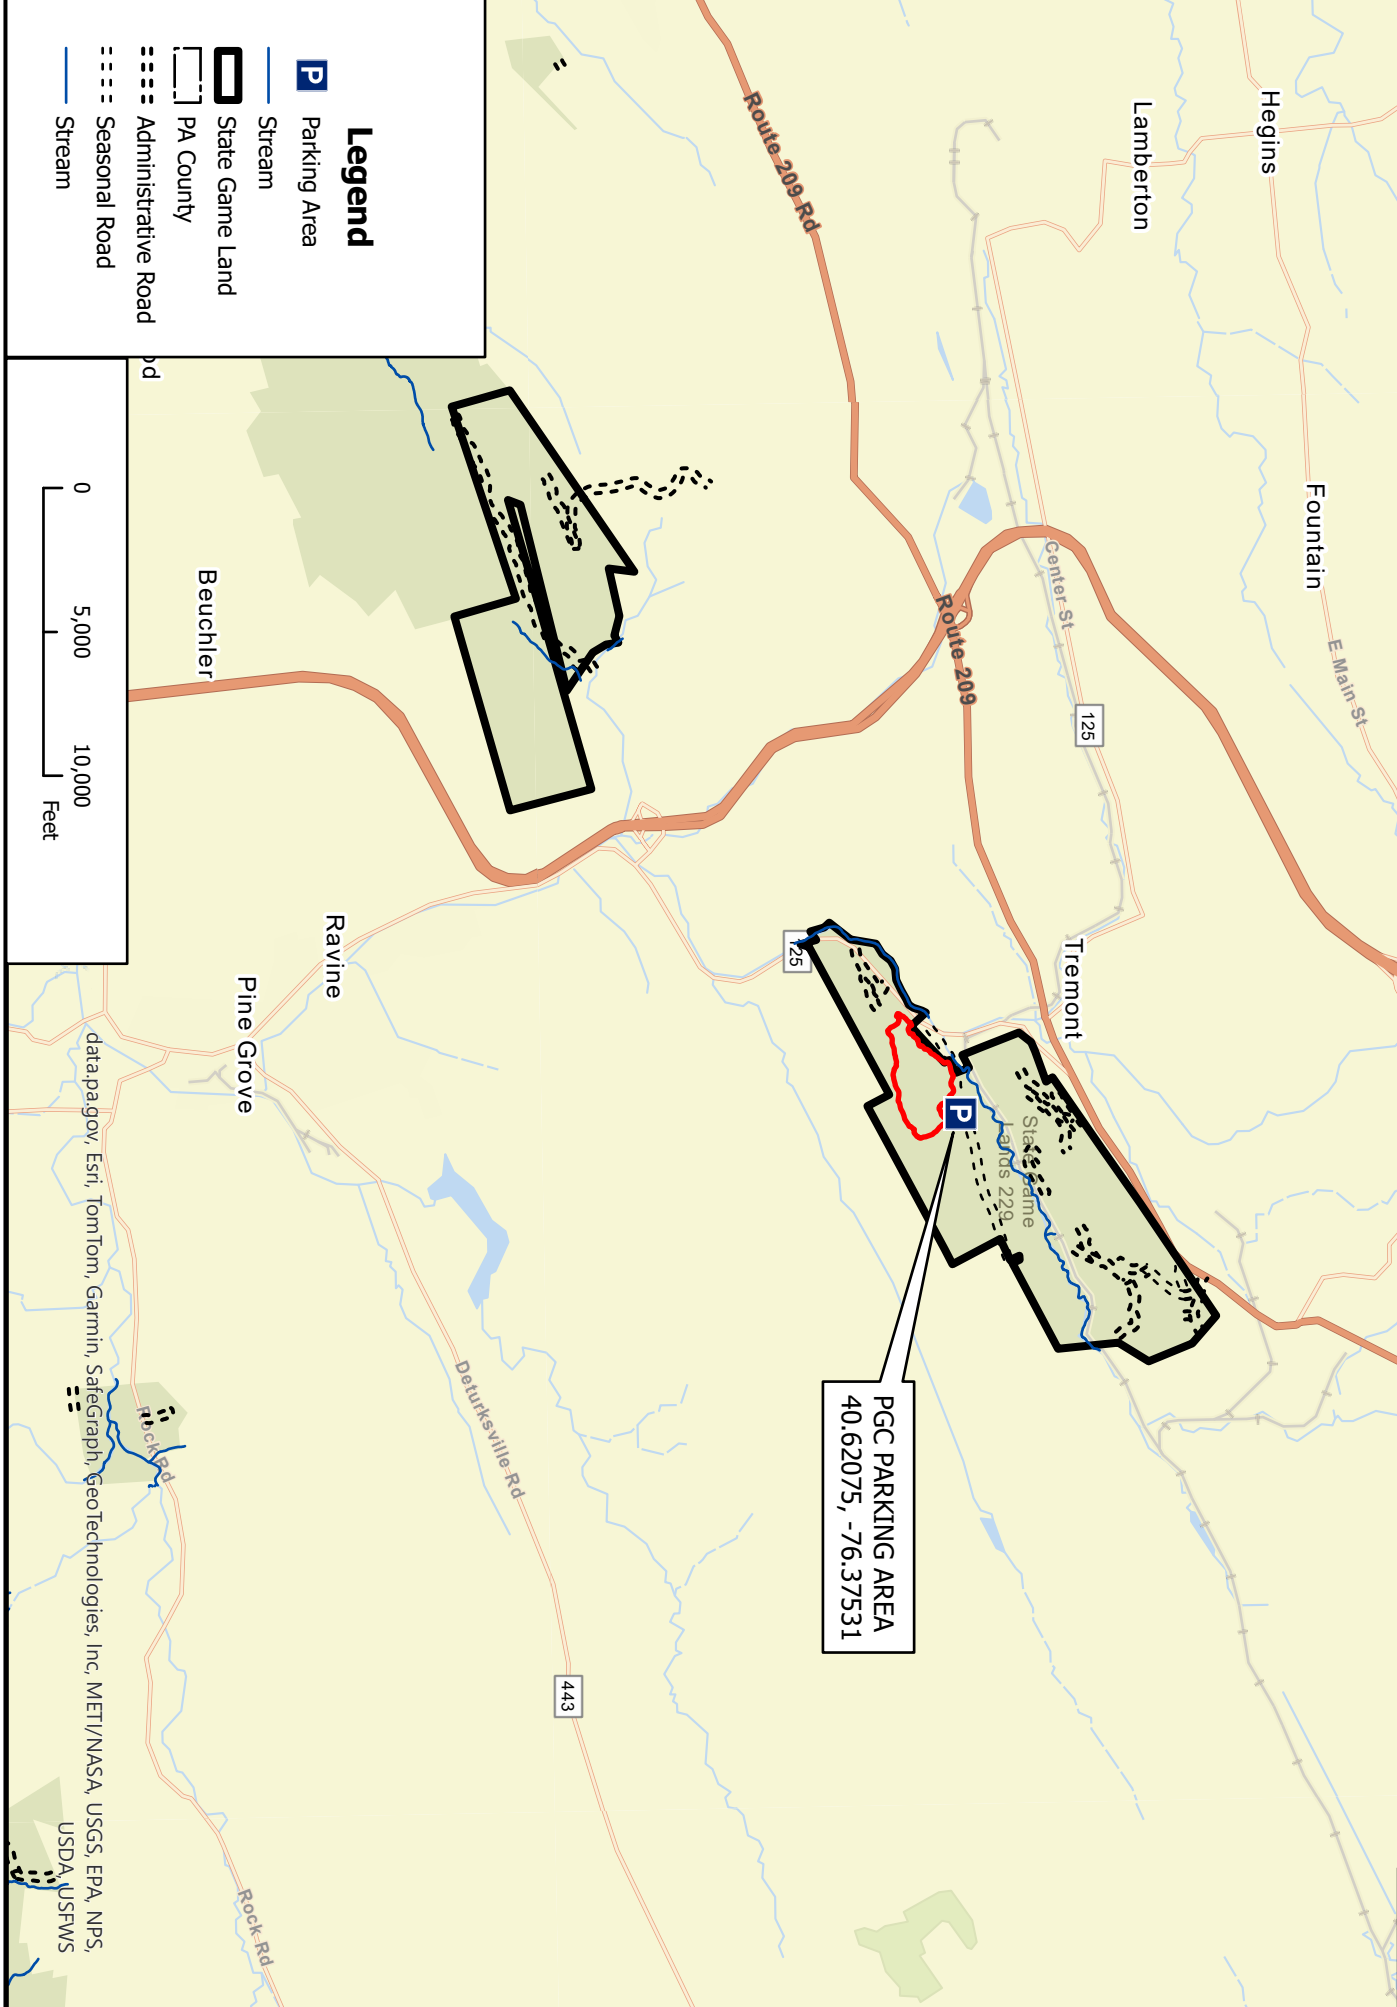 Hegins
Lamberton
Fountain
E Main St
Route 209 Rd
Center St
125
Route 209
Tremont
State Game
Lands 229
P
125
PGC PARKING AREA
40.62075, -76.37531
Ravine
Pine Grove
Beuchler
Deturksville Rd
443
Rock Rd
Rock Rd
Legend
P Parking Area
Stream
State Game Land
PA County
Administrative Road
Seasonal Road
Stream
od
0 5,000 10,000
Feet
data.pa.gov, Esri, TomTom, Garmin, SafeGraph, GeoTechnologies, Inc, METI/NASA, USGS, EPA, NPS,
USDA, USFWS